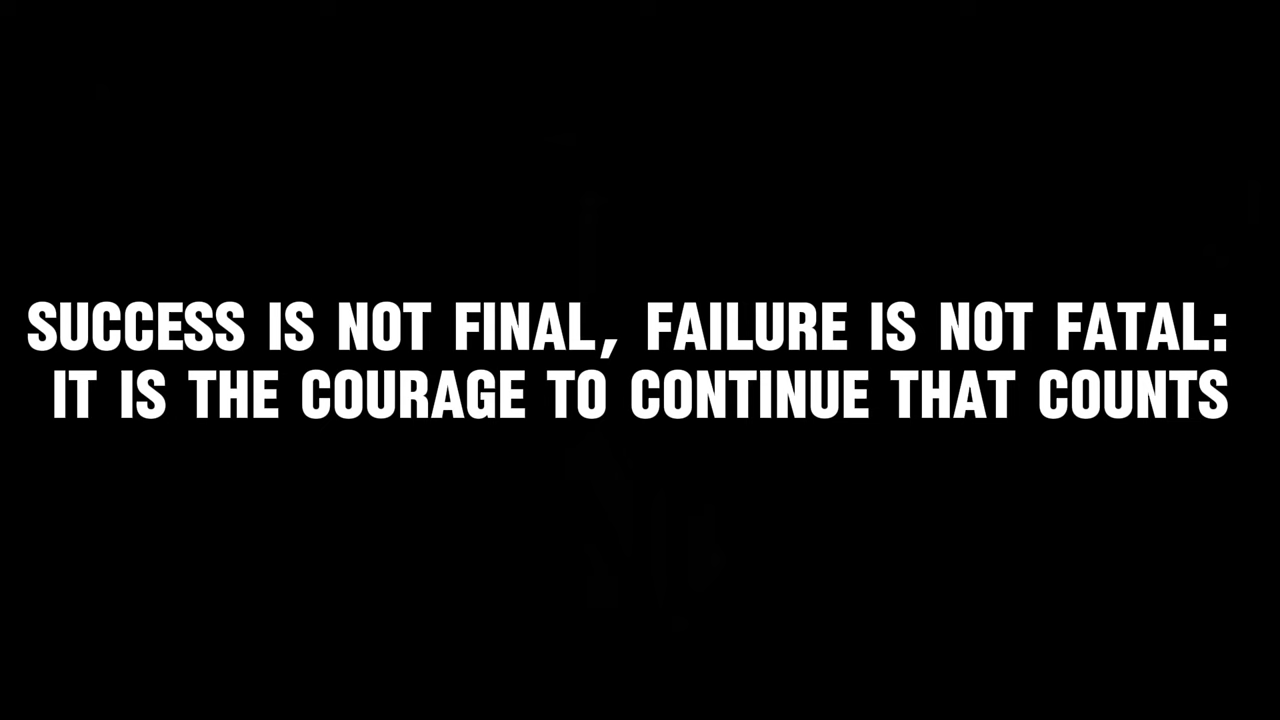 SUCCESS IS NOT FINAL, FAILURE IS NOT FATAL:
IT IS THE COURAGE TO CONTINUE THAT COUNTS